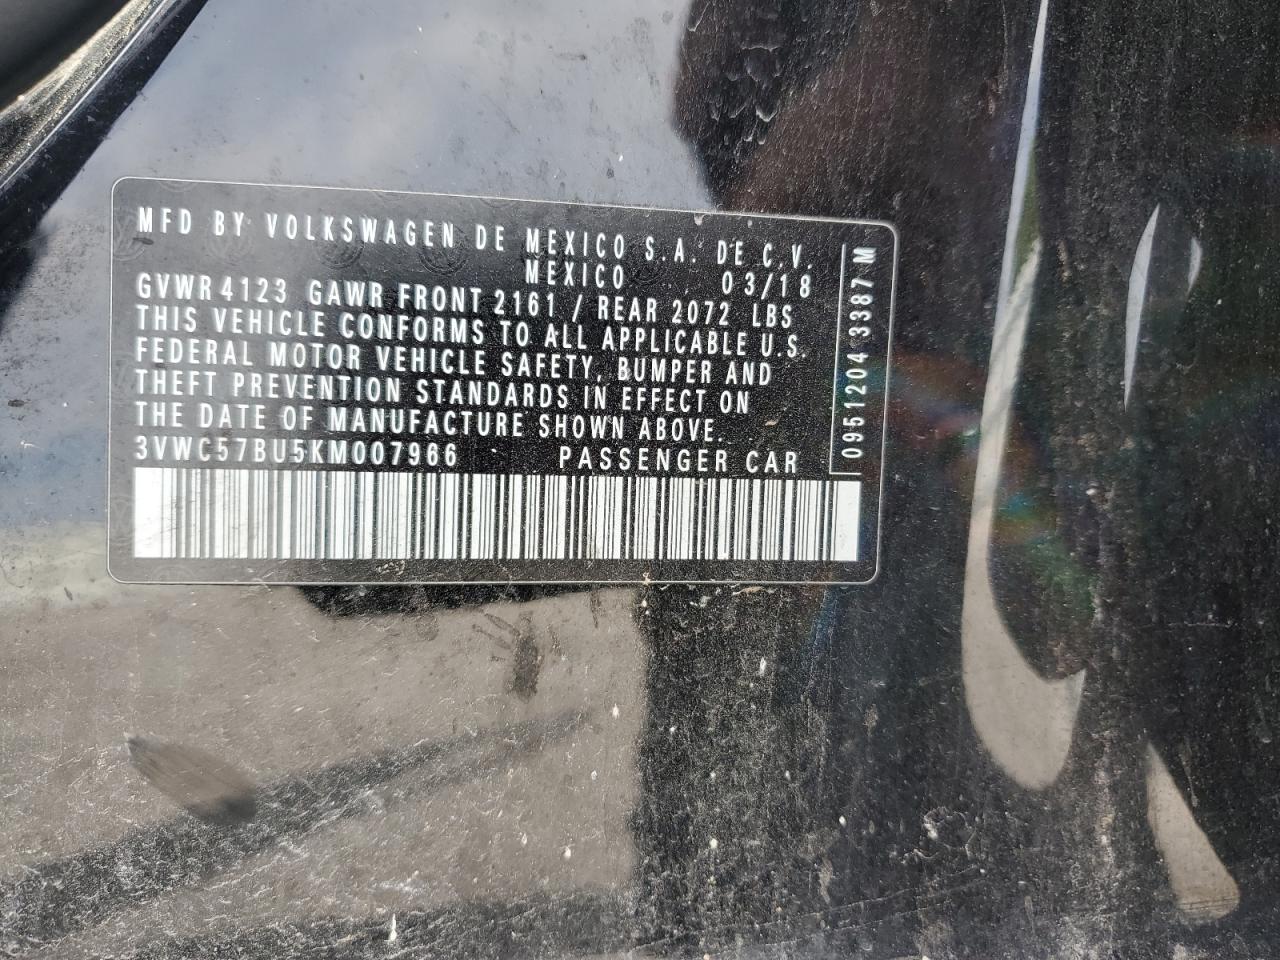 MFD BY VOLKSWAGEN DE MEXICO S.A. DE C.V.
MEXICO 03/18
GVWR 4123 GAWR FRONT 2161 / REAR 2072 LBS
THIS VEHICLE CONFORMS TO ALL APPLICABLE U.S.
FEDERAL MOTOR VEHICLE SAFETY, BUMPER AND
THEFT PREVENTION STANDARDS IN EFFECT ON
THE DATE OF MANUFACTURE SHOWN ABOVE.
3VWC57BU5KM007966 PASSENGER CAR
0951204 3387 M